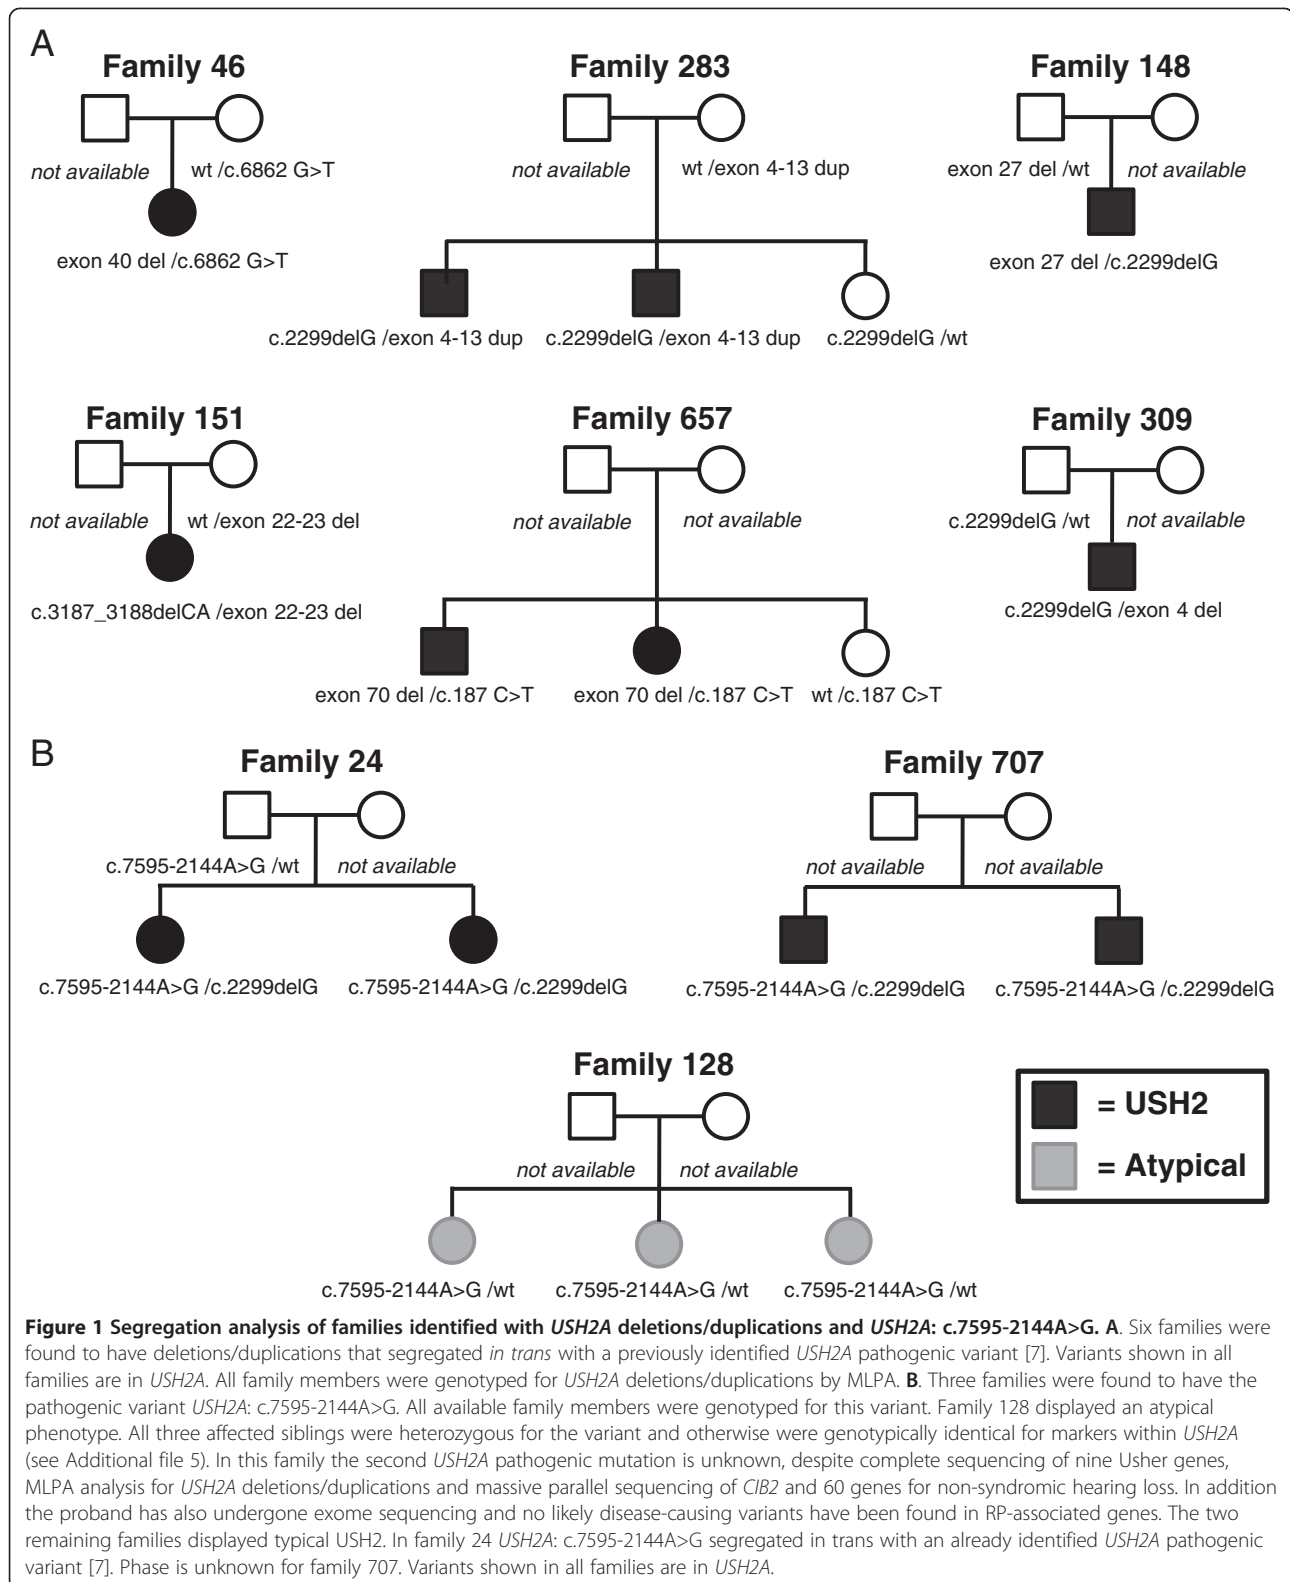 A
Family 46
Family 283
Family 148
not available
wt /c.6862 G>T
not available
wt /exon 4-13 dup
exon 27 del /wt
not available
exon 40 del /c.6862 G>T
exon 27 del /c.2299delG
c.2299delG /exon 4-13 dup
c.2299delG /exon 4-13 dup
c.2299delG /wt
Family 151
Family 657
Family 309
not available
wt /exon 22-23 del
not available
not available
c.2299delG /wt
not available
c.3187_3188delCA /exon 22-23 del
c.2299delG /exon 4 del
exon 70 del /c.187 C>T
exon 70 del /c.187 C>T
wt /c.187 C>T
B
Family 24
Family 707
c.7595-2144A>G /wt
not available
not available
not available
c.7595-2144A>G /c.2299delG
c.7595-2144A>G /c.2299delG
c.7595-2144A>G /c.2299delG
c.7595-2144A>G /c.2299delG
Family 128
= USH2
= Atypical
not available
not available
c.7595-2144A>G /wt
c.7595-2144A>G /wt
c.7595-2144A>G /wt
Figure 1 Segregation analysis of families identified with USH2A deletions/duplications and USH2A: c.7595-2144A>G. A. Six families were
found to have deletions/duplications that segregated in trans with a previously identified USH2A pathogenic variant [7]. Variants shown in all
families are in USH2A. All family members were genotyped for USH2A deletions/duplications by MLPA. B. Three families were found to have the
pathogenic variant USH2A: c.7595-2144A>G. All available family members were genotyped for this variant. Family 128 displayed an atypical
phenotype. All three affected siblings were heterozygous for the variant and otherwise were genotypically identical for markers within USH2A
(see Additional file 5). In this family the second USH2A pathogenic mutation is unknown, despite complete sequencing of nine Usher genes,
MLPA analysis for USH2A deletions/duplications and massive parallel sequencing of CIB2 and 60 genes for non-syndromic hearing loss. In addition
the proband has also undergone exome sequencing and no likely disease-causing variants have been found in RP-associated genes. The two
remaining families displayed typical USH2. In family 24 USH2A: c.7595-2144A>G segregated in trans with an already identified USH2A pathogenic
variant [7]. Phase is unknown for family 707. Variants shown in all families are in USH2A.